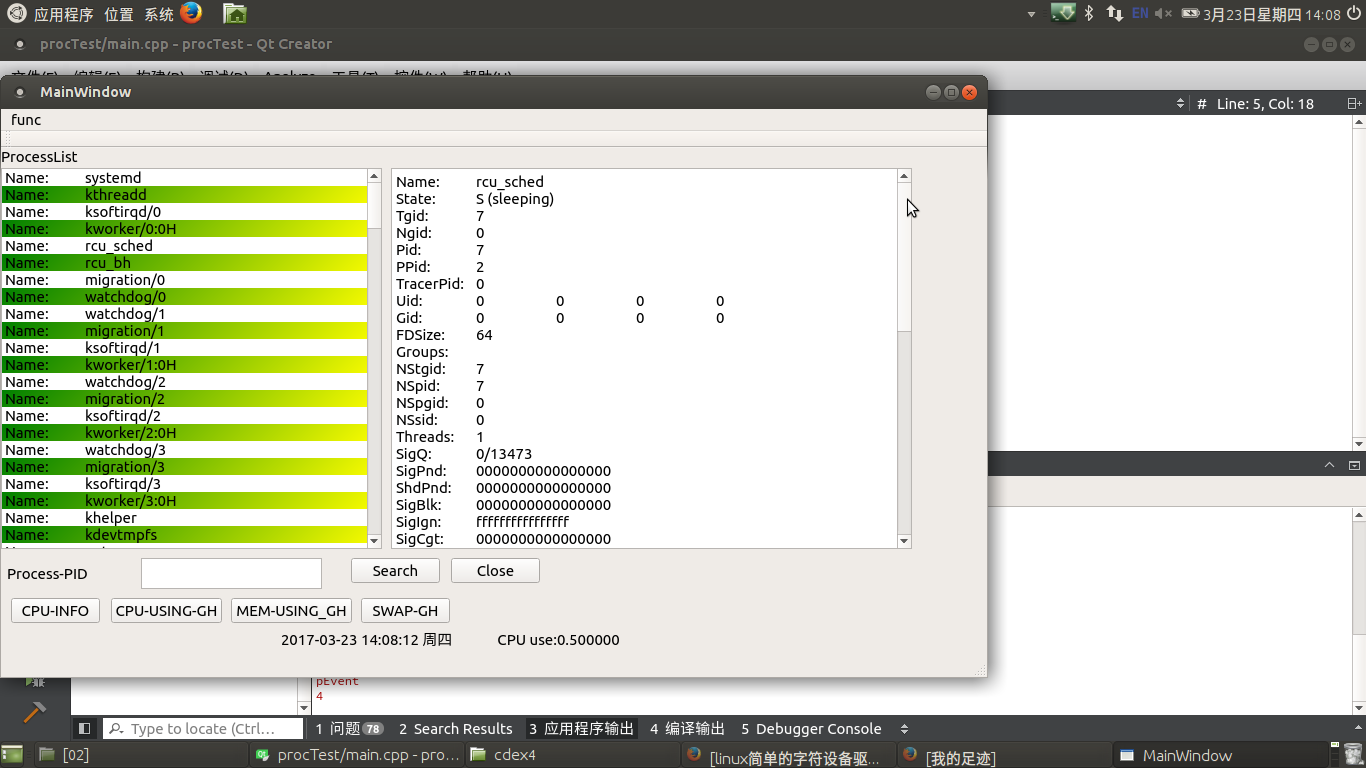 应用程序 位置 系统 EN 3月23日星期四 14:08
procTest/main.cpp - procTest - Qt Creator
MainWindow
# Line: 5, Col: 18
func
ProcessList
Name: systemd
Name: kthreadd
Name: ksoftirqd/0
Name: kworker/0:0H
Name: rcu_sched
Name: rcu_bh
Name: migration/0
Name: watchdog/0
Name: watchdog/1
Name: migration/1
Name: ksoftirqd/1
Name: kworker/1:0H
Name: watchdog/2
Name: migration/2
Name: ksoftirqd/2
Name: kworker/2:0H
Name: watchdog/3
Name: migration/3
Name: ksoftirqd/3
Name: kworker/3:0H
Name: khelper
Name: kdevtmpfs
Name: rcu_sched
State: S (sleeping)
Tgid: 7
Ngid: 0
Pid: 7
PPid: 2
TracerPid: 0
Uid: 0 0 0 0
Gid: 0 0 0 0
FDSize: 64
Groups:
NStgid: 7
NSpid: 7
NSpgid: 0
NSsid: 0
Threads: 1
SigQ: 0/13473
SigPnd: 0000000000000000
ShdPnd: 0000000000000000
SigBlk: 0000000000000000
SigIgn: ffffffffffffffff
SigCgt: 0000000000000000
Process-PID Search Close
CPU-INFO CPU-USING-GH MEM-USING_GH SWAP-GH
2017-03-23 14:08:12 周四 CPU use:0.500000
pEvent
4
Type to locate (Ctrl... 1 问题 78 2 Search Results 3 应用程序输出 4 编译输出 5 Debugger Console
[02] procTest/main.cpp - pro... cdex4 [linux简单的字符设备驱... [我的足迹] MainWindow